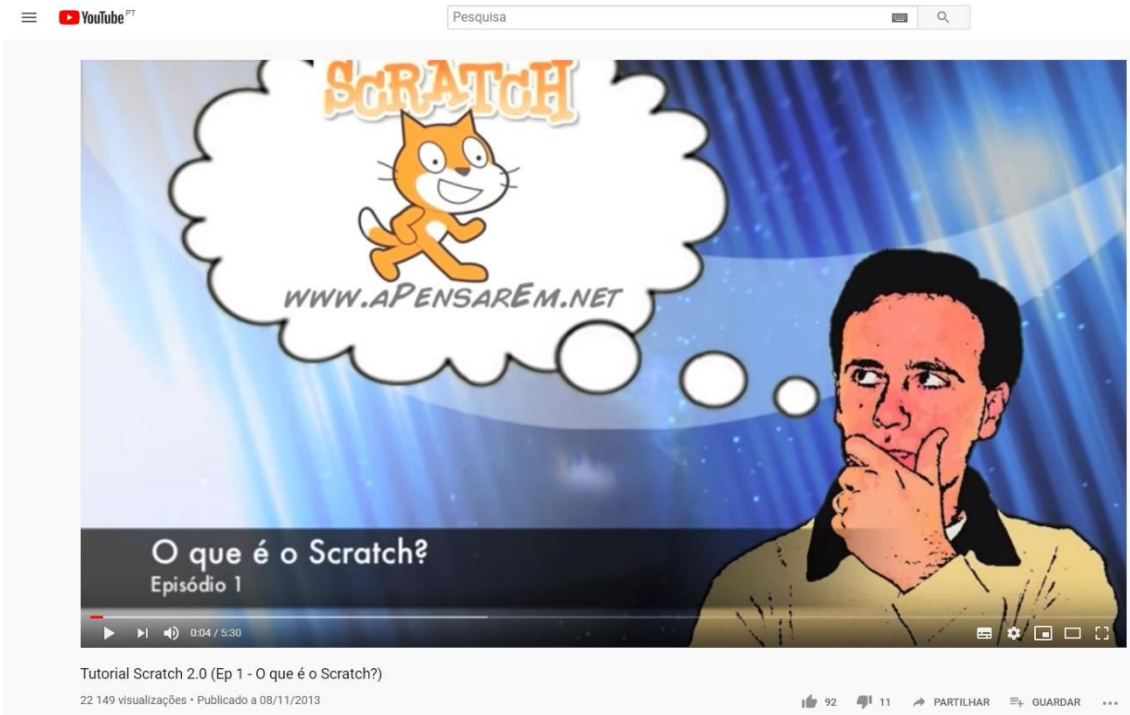 YouTube PT
Pesquisa
SCRATCH
www.aPensarEm.net
O que é o Scratch?
Episódio 1
0:04 / 5:30
Tutorial Scratch 2.0 (Ep 1 - O que é o Scratch?)
22 149 visualizações • Publicado a 08/11/2013
92
11
PARTILHAR
GUARDAR